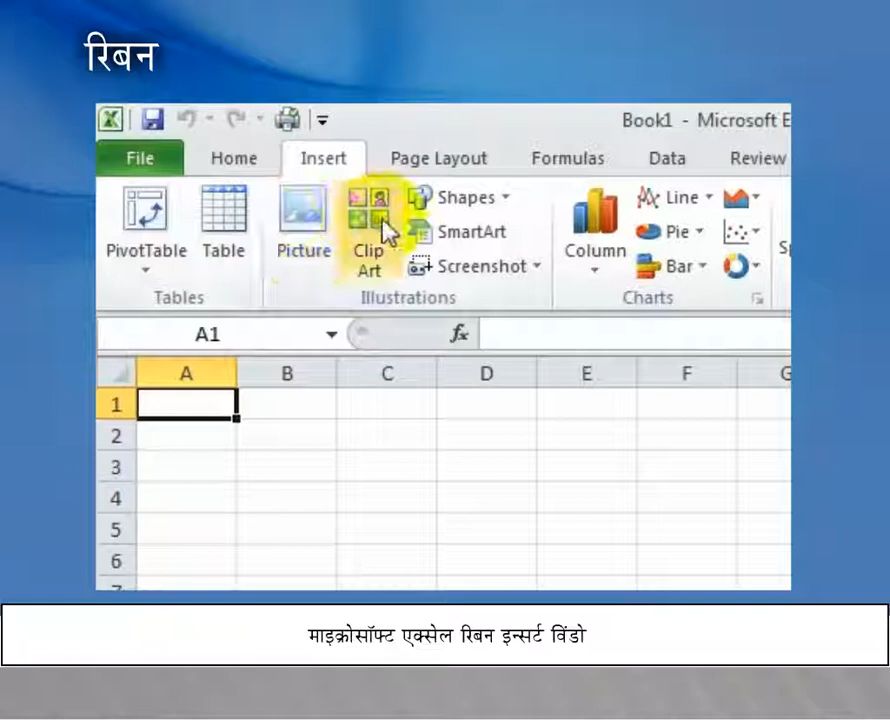 रिबन
Book1 - Microsoft E
File Home Insert Page Layout Formulas Data Review
PivotTable Table Picture Clip Art Shapes SmartArt Screenshot Column Line Pie Bar
Tables Illustrations Charts
A1 fx
A B C D E F G
1
2
3
4
5
6
माइक्रोसॉफ्ट एक्सेल रिबन इन्सर्ट विंडो